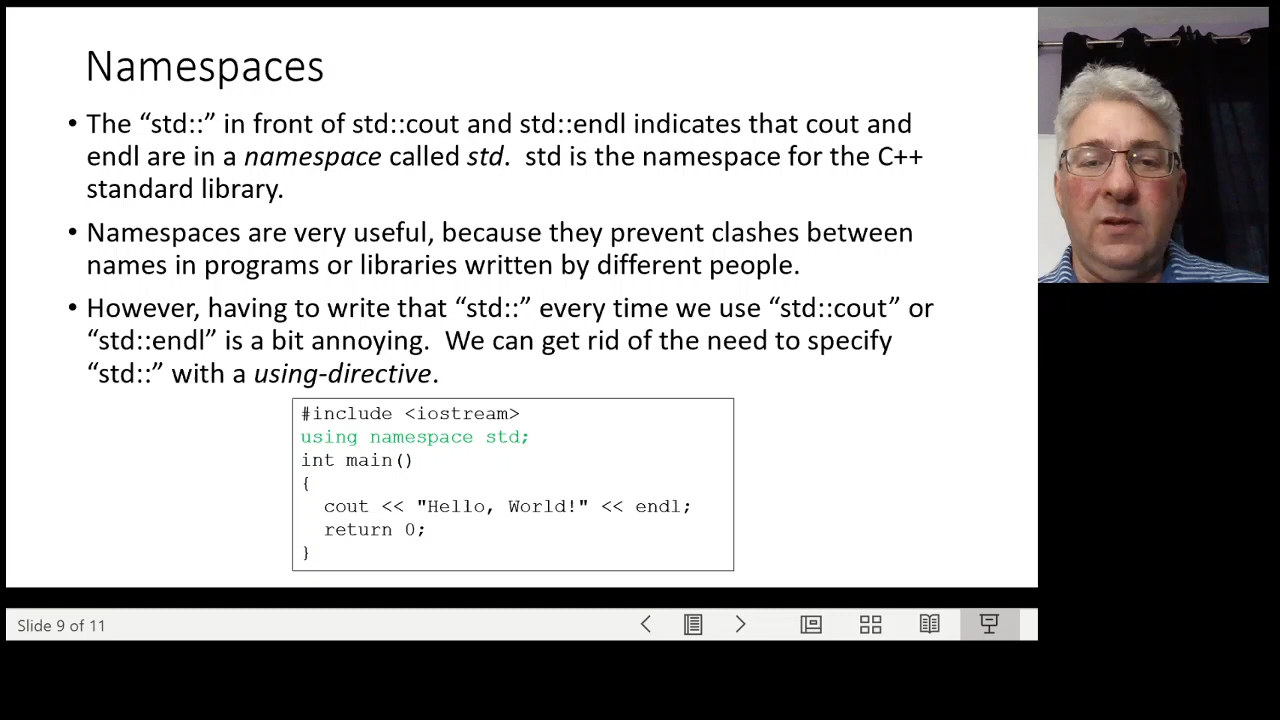 Namespaces
• The “std::” in front of std::cout and std::endl indicates that cout and
endl are in a namespace called std.  std is the namespace for the C++
standard library.
• Namespaces are very useful, because they prevent clashes between
names in programs or libraries written by different people.
• However, having to write that “std::” every time we use “std::cout” or
“std::endl” is a bit annoying.  We can get rid of the need to specify
“std::” with a using-directive.
#include <iostream>
using namespace std;
int main()
{
  cout << "Hello, World!" << endl;
  return 0;
}
Slide 9 of 11